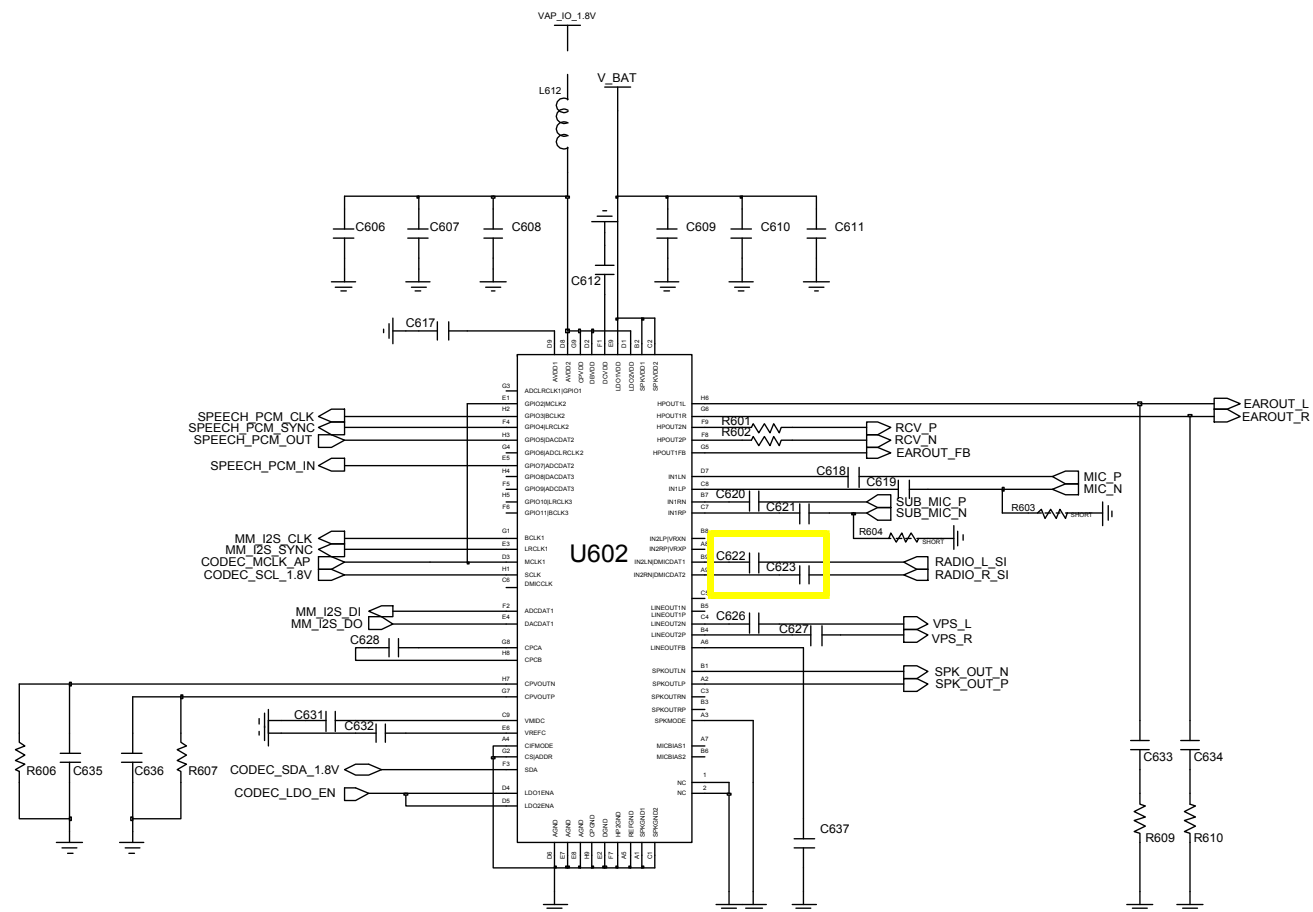 VAP_IO_1.8V
V_BAT
L612
C606
C607
C608
C609
C610
C611
C612
C617
D9
D8
G9
D2
F1
E9
D1
B2
C2
AVDD1
AVDD2
CPVDD
DBVDD
DCVDD
LDO1VDD
LDO2VDD
SPKVDD1
SPKVDD2
G3 ADCLRCLK1|GPIO1
E1 GPIO2|MCLK2
SPEECH_PCM_CLK H2 GPIO3|BCLK2
SPEECH_PCM_SYNC F4 GPIO4|LRCLK2
SPEECH_PCM_OUT H3 GPIO5|DACDAT2
G4 GPIO6|ADCLRCLK2
SPEECH_PCM_IN E5 GPIO7|ADCDAT2
H4 GPIO8|DACDAT3
F5 GPIO9|ADCDAT3
H5 GPIO10|LRCLK3
F6 GPIO11|BCLK3
MM_I2S_CLK G1 BCLK1
MM_I2S_SYNC E3 LRCLK1
CODEC_MCLK_AP D3 MCLK1
CODEC_SCL_1.8V H1 SCLK
C6 DMICCLK
MM_I2S_DI F2 ADCDAT1
MM_I2S_DO E4 DACDAT1
C628 G8 CPCA
H8 CPCB
H7 CPVOUTN
G7 CPVOUTP
C631 C9 VMIDC
C632 E6 VREFC
A4 CIFMODE
G2 CS|ADDR
CODEC_SDA_1.8V F3 SDA
CODEC_LDO_EN D4 LDO1ENA
D5 LDO2ENA
R606
C635
C636
R607
U602
HPOUT1L H6 EAROUT_L
HPOUT1R G6 EAROUT_R
HPOUT2N F9 R601 RCV_P
HPOUT2P F8 R602 RCV_N
HPOUT1FB G5 EAROUT_FB
IN1LN D7 C618 MIC_P
IN1LP C8 C619 MIC_N
IN1RN B7 C620 SUB_MIC_P
IN1RP C7 C621 SUB_MIC_N
R603 SHORT
R604 SHORT
IN2LP|VRXN B8
IN2RP|VRXP A8
IN2LN|DMICDAT1 B9 C622 RADIO_L_SI
IN2RN|DMICDAT2 A9 C623 RADIO_R_SI
C5
LINEOUT1N B5
LINEOUT1P
LINEOUT2N C4 C626 VPS_L
LINEOUT2P B4 C627 VPS_R
LINEOUTFB A6
SPKOUTLN B1 SPK_OUT_N
SPKOUTLP A2 SPK_OUT_P
SPKOUTRN C3
SPKOUTRP B3
SPKMODE A3
MICBIAS1 A7
MICBIAS2 B6
NC 1
NC 2
C633
C634
C637
R609
R610
AGND
AGND
AGND
CPGND
DGND
HP2GND
REFGND
SPKGND1
SPKGND2
D6
E7
E8
H9
E2
F7
A5
A1
C1